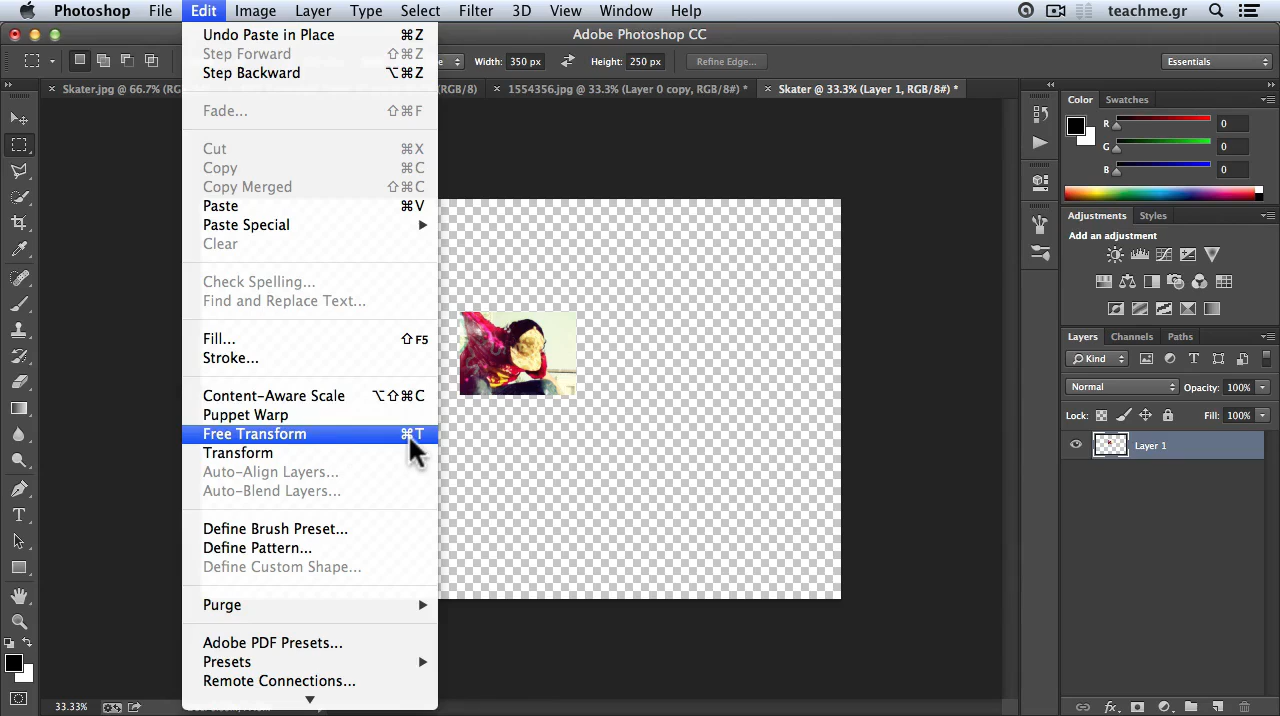 Photoshop File Edit Image Layer Type Select Filter 3D View Window Help teachme.gr
Adobe Photoshop CC
Width: 350 px Height: 250 px Refine Edge... Essentials
Skater.jpg @ 66.7% (RG /8) 1554356.jpg @ 33.3% (Layer 0 copy, RGB/8#) * Skater @ 33.3% (Layer 1, RGB/8#) *
Undo Paste in Place ⌘Z
Step Forward ⇧⌘Z
Step Backward ⌥⌘Z
Fade... ⇧⌘F
Cut ⌘X
Copy ⌘C
Copy Merged ⇧⌘C
Paste ⌘V
Paste Special
Clear
Check Spelling...
Find and Replace Text...
Fill... ⇧F5
Stroke...
Content-Aware Scale ⌥⇧⌘C
Puppet Warp
Free Transform ⌘T
Transform
Auto-Align Layers...
Auto-Blend Layers...
Define Brush Preset...
Define Pattern...
Define Custom Shape...
Purge
Adobe PDF Presets...
Presets
Remote Connections...
Color Swatches
R 0
G 0
B 0
Adjustments Styles
Add an adjustment
Layers Channels Paths
Kind
Normal Opacity: 100%
Lock: Fill: 100%
Layer 1
33.33%